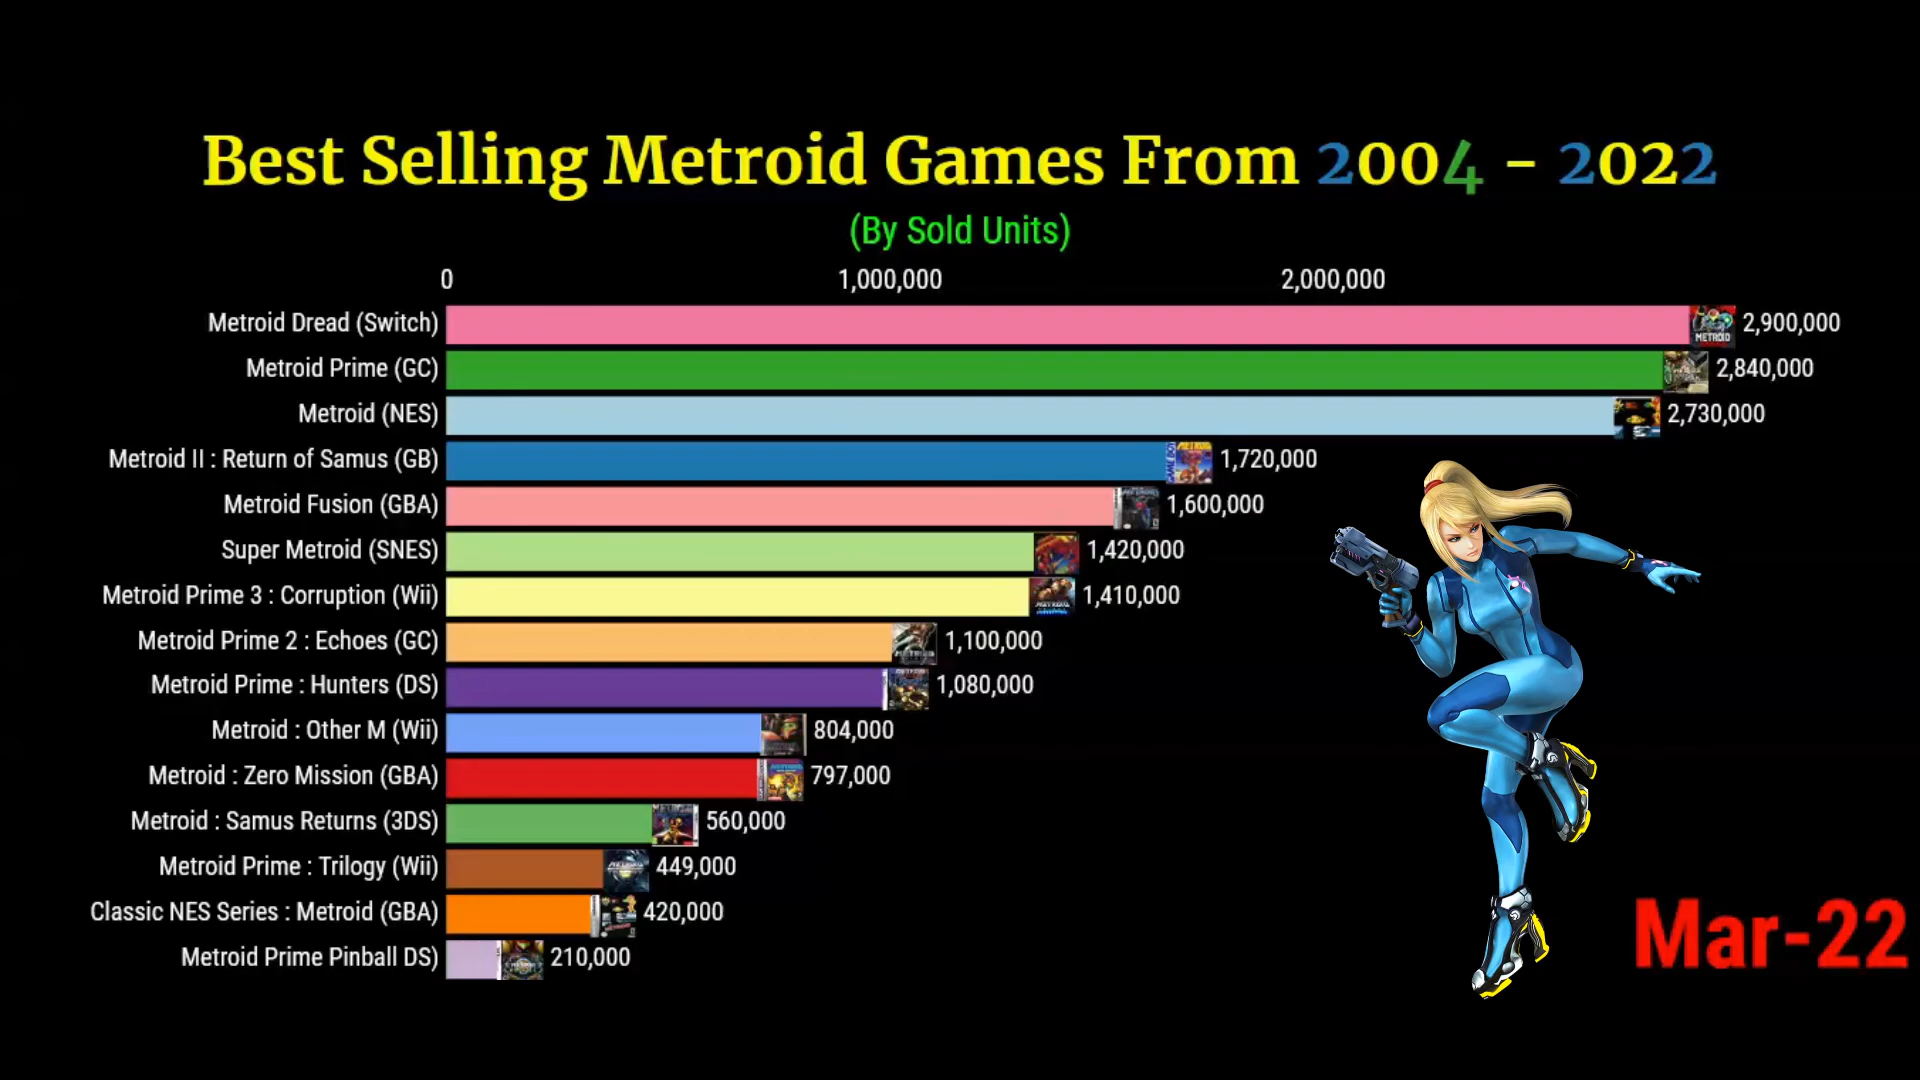 Best Selling Metroid Games From 2004 - 2022
(By Sold Units)
0 1,000,000 2,000,000
Metroid Dread (Switch) METROID 2,900,000
Metroid Prime (GC) 2,840,000
Metroid (NES) 2,730,000
Metroid II : Return of Samus (GB) 1,720,000
Metroid Fusion (GBA) 1,600,000
Super Metroid (SNES) 1,420,000
Metroid Prime 3 : Corruption (Wii) 1,410,000
Metroid Prime 2 : Echoes (GC) 1,100,000
Metroid Prime : Hunters (DS) 1,080,000
Metroid : Other M (Wii) 804,000
Metroid : Zero Mission (GBA) 797,000
Metroid : Samus Returns (3DS) 560,000
Metroid Prime : Trilogy (Wii) 449,000
Classic NES Series : Metroid (GBA) 420,000
Metroid Prime Pinball DS) 210,000
Mar-22